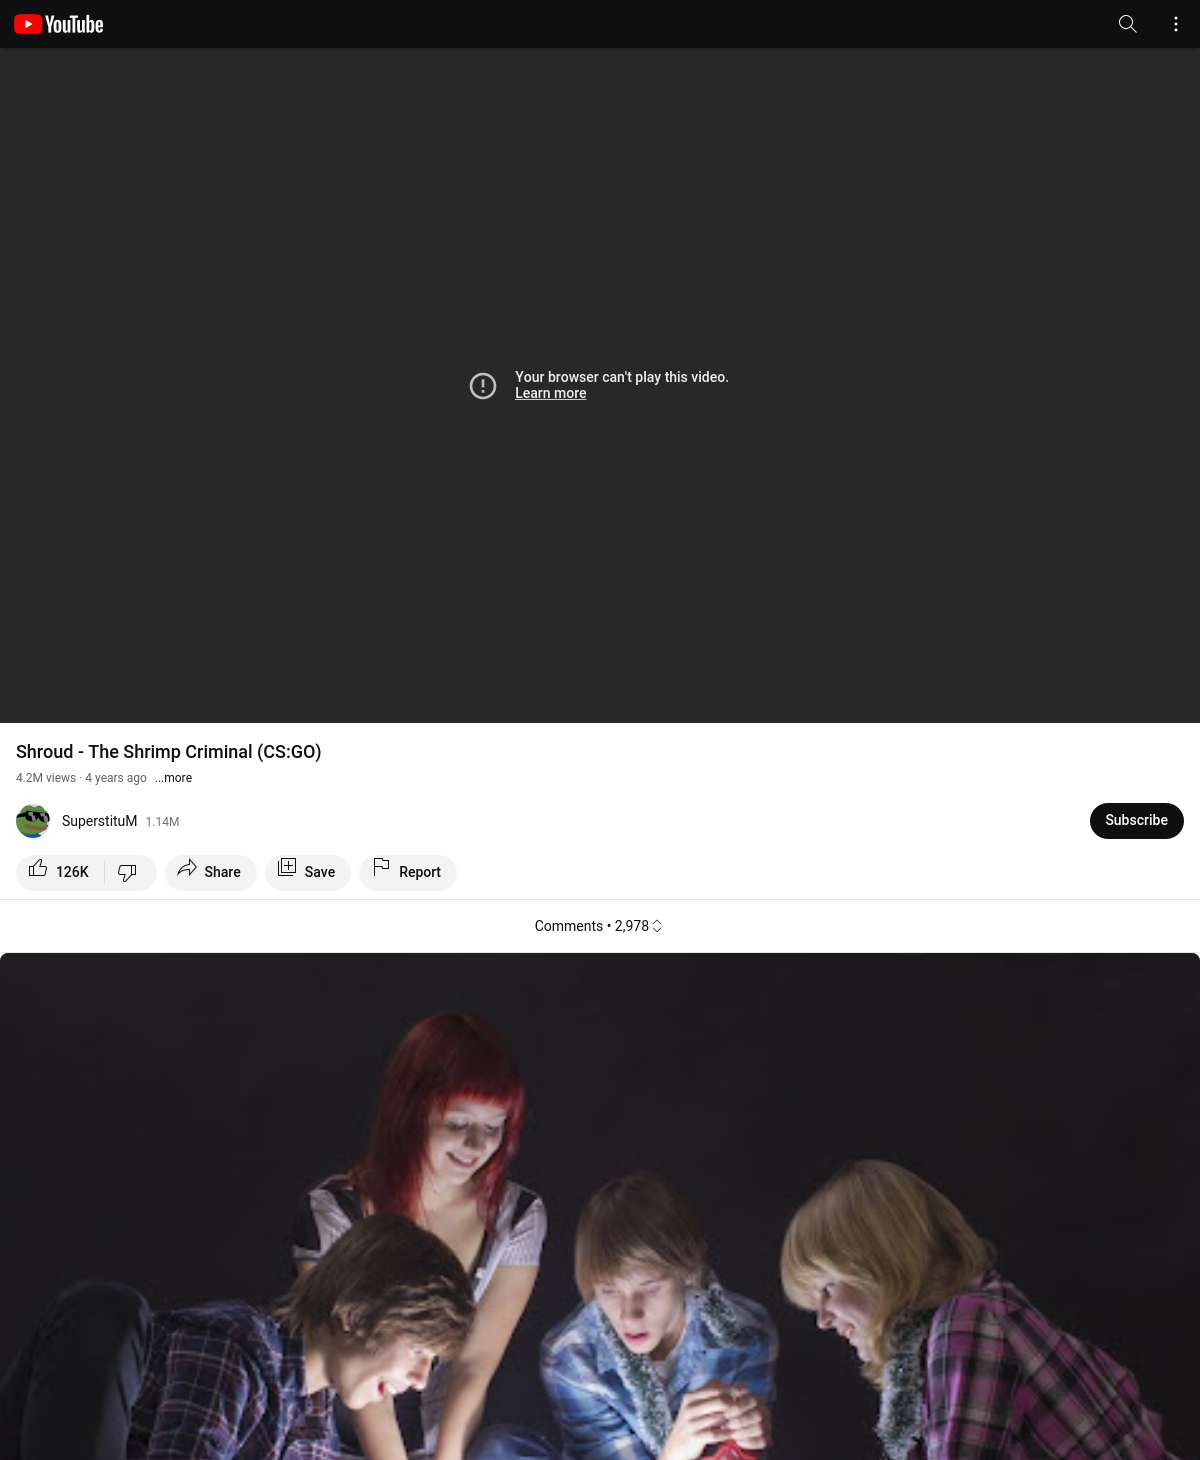 YouTube
Your browser can't play this video.
Learn more
Shroud - The Shrimp Criminal (CS:GO)
4.2M views · 4 years ago ...more
SuperstituM 1.14M
Subscribe
126K
Share
Save
Report
Comments • 2,978